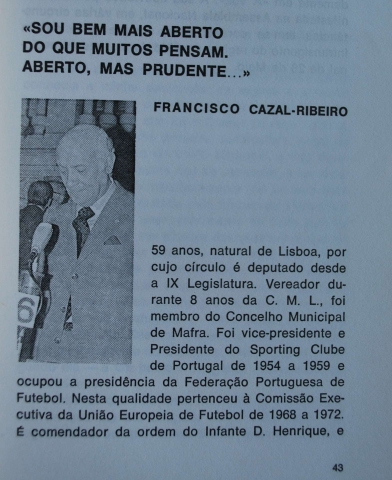 «SOU BEM MAIS ABERTO
DO QUE MUITOS PENSAM.
ABERTO, MAS PRUDENTE...»
FRANCISCO CAZAL-RIBEIRO
6
59 anos, natural de Lisboa, por
cujo círculo é deputado desde
a IX Legislatura. Vereador du-
rante 8 anos da C. M. L., foi
membro do Concelho Municipal
de Mafra. Foi vice-presidente e
Presidente do Sporting Clube
de Portugal de 1954 a 1959 e
ocupou a presidência da Federação Portuguesa de
Futebol. Nesta qualidade pertenceu à Comissão Exe-
cutiva da União Europeia de Futebol de 1968 a 1972.
É comendador da ordem do Infante D. Henrique, e
43